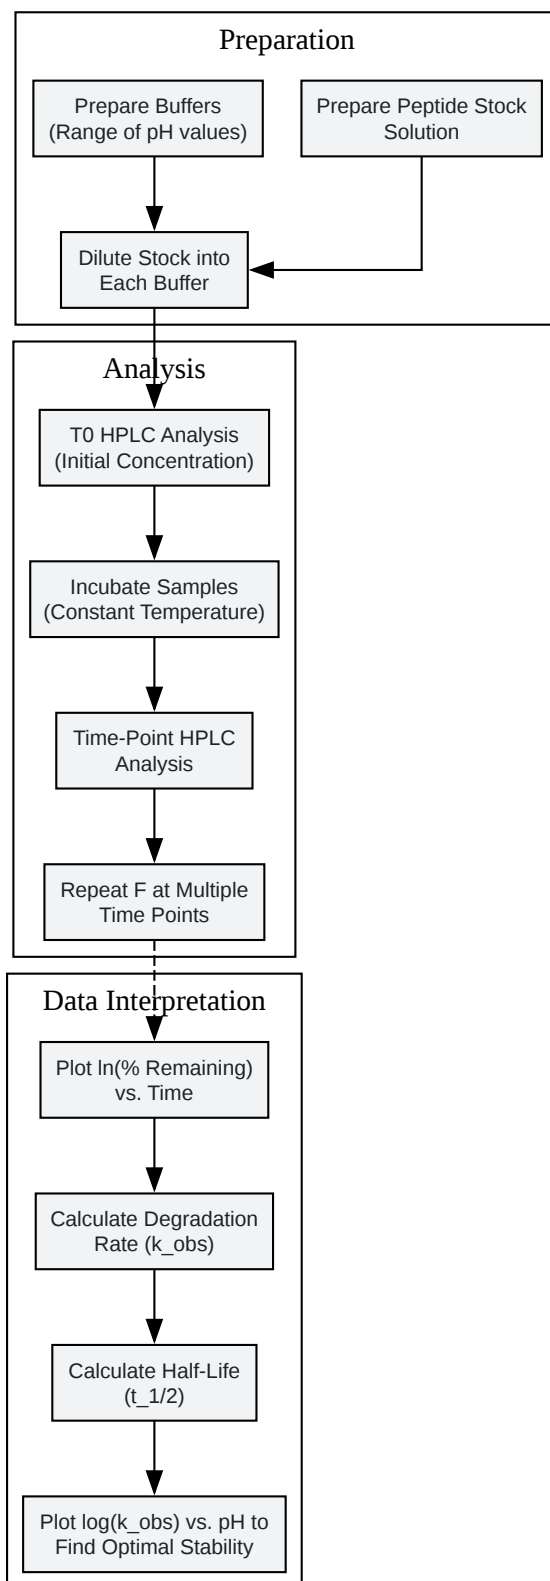 Preparation
Prepare Buffers
(Range of pH values)
Prepare Peptide Stock
Solution
Dilute Stock into
Each Buffer
Analysis
T0 HPLC Analysis
(Initial Concentration)
Incubate Samples
(Constant Temperature)
Time-Point HPLC
Analysis
Repeat F at Multiple
Time Points
Data Interpretation
Plot ln(% Remaining)
vs. Time
Calculate Degradation
Rate (k_obs)
Calculate Half-Life
(t_1/2)
Plot log(k_obs) vs. pH to
Find Optimal Stability